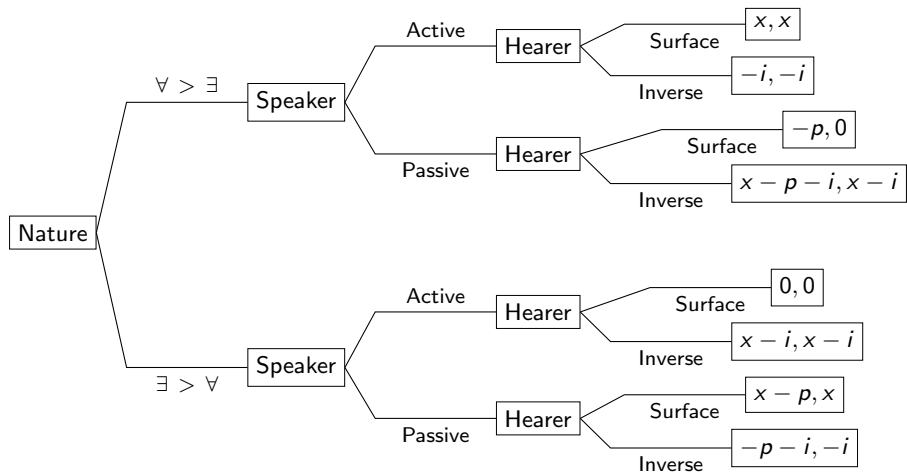 Nature
∀ < ∃
Speaker
Active
Hearer
Surface
x, x
Inverse
−i, −i
Passive
Hearer
Surface
−p, 0
Inverse
x − p − i, x − i
∃ < ∀
Speaker
Active
Hearer
Surface
0, 0
Inverse
x − i, x − i
Passive
Hearer
Surface
x − p, x
Inverse
−p − i, −i